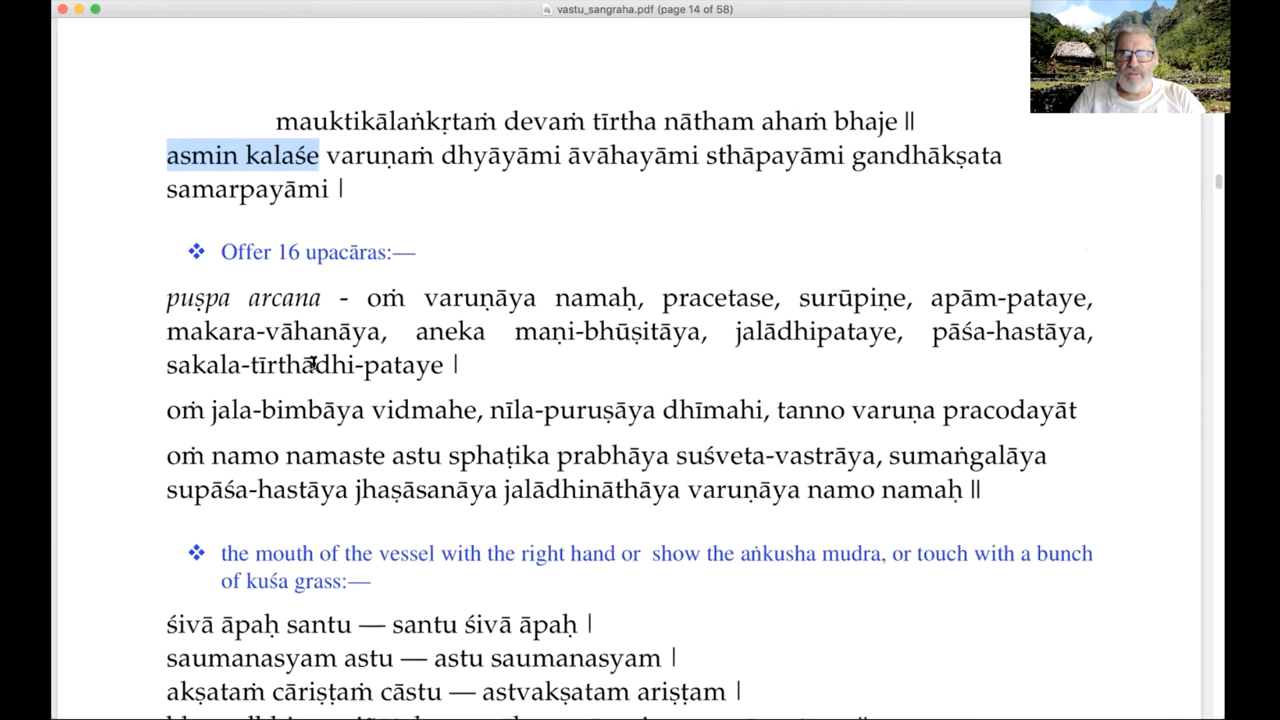 vastu_sangraha.pdf (page 14 of 58)
mauktikālaṅkṛtaṁ devaṁ tīrtha nātham ahaṁ bhaje ||
asmin kalaśe varuṇaṁ dhyāyāmi āvāhayāmi sthāpayāmi gandhākṣata
samarpayāmi |
❖ Offer 16 upacāras:—
puṣpa arcana - oṁ varuṇāya namaḥ, pracetase, surūpiṇe, apām-pataye,
makara-vāhanāya, aneka maṇi-bhūṣitāya, jalādhipataye, pāśa-hastāya,
sakala-tīrthādhi-pataye |
oṁ jala-bimbāya vidmahe, nīla-puruṣāya dhīmahi, tanno varuṇa pracodayāt
oṁ namo namaste astu sphaṭika prabhāya suśveta-vastrāya, sumaṅgalāya
supāśa-hastāya jhaṣāsanāya jalādhināthāya varuṇāya namo namaḥ ||
❖ the mouth of the vessel with the right hand or show the aṅkusha mudra, or touch with a bunch
of kuśa grass:—
śivā āpaḥ santu — santu śivā āpaḥ |
saumanasyam astu — astu saumanasyam |
akṣataṁ cāriṣṭaṁ cāstu — astvakṣatam ariṣṭam |